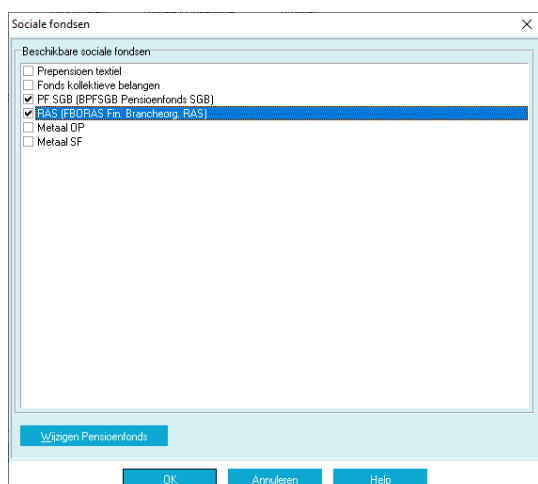 Sociale fondsen
Beschikbare sociale fondsen
Prepensioen textiel
Fonds kollektieve belangen
PF SGB (BPFSGB Pensioenfonds SGB)
RAS (FBORAS Fin. Brancheorg. RAS)
Metaal OP
Metaal SF
Wijzigen Pensioenfonds
OK Annuleren Help